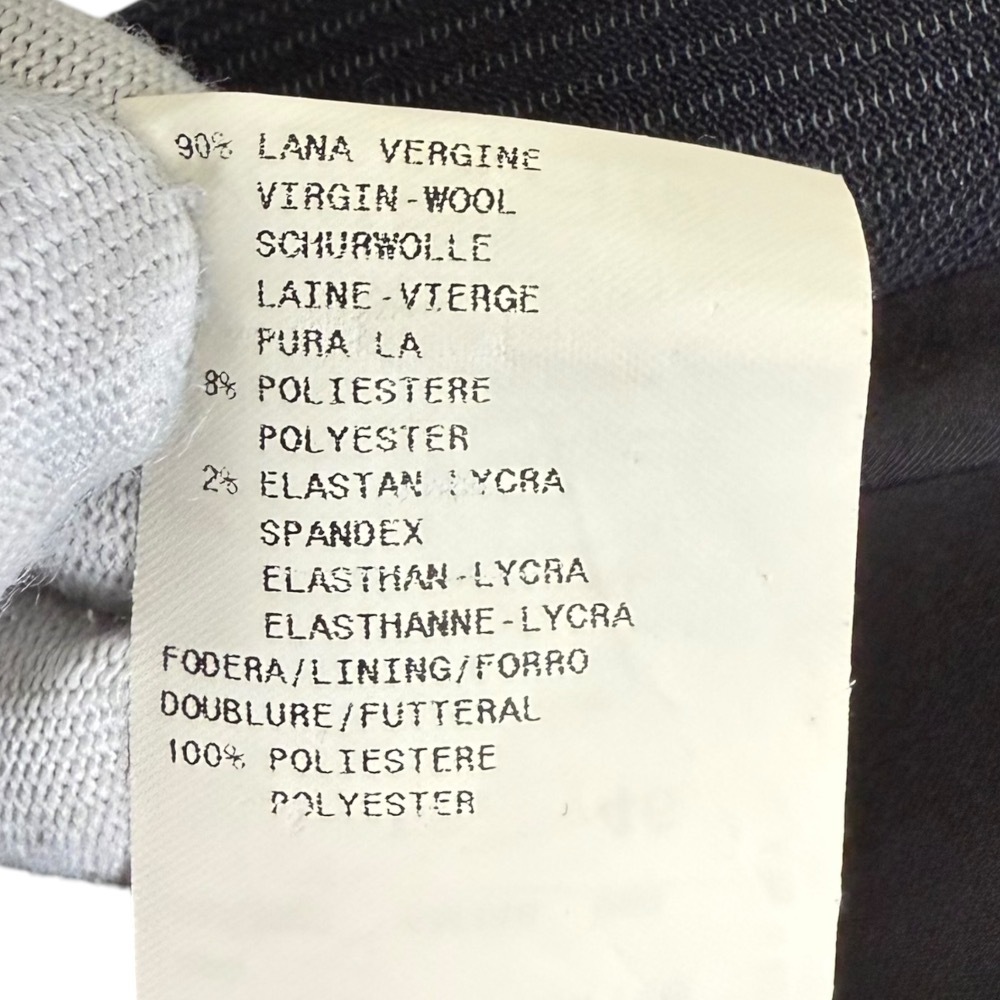 90% LANA VERGINE
VIRGIN-WOOL
SCHURWOLLE
LAINE-VIERGE
PURA LA
8% POLIESTERE
POLYESTER
2% ELASTAN LYCRA
SPANDEX
ELASTHAN-LYCRA
ELASTHANNE-LYCRA
FODERA/LINING/FORRO
DOUBLURE/FUTTERAL
100% POLIESTERE
POLYESTER